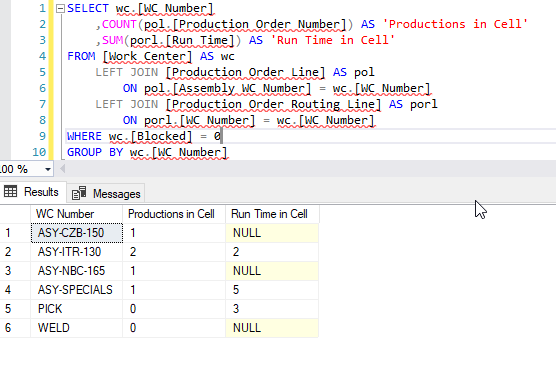 1 SELECT wc.[WC Number]
2 ,COUNT(pol.[Production Order Number]) AS 'Productions in Cell'
3 ,SUM(porl.[Run Time]) AS 'Run Time in Cell'
4 FROM [Work Center] AS wc
5 LEFT JOIN [Production Order Line] AS pol
6 ON pol.[Assembly WC Number] = wc.[WC Number]
7 LEFT JOIN [Production Order Routing Line] AS porl
8 ON porl.[WC Number] = wc.[WC Number]
9 WHERE wc.[Blocked] = 0
10 GROUP BY wc.[WC Number]
100 %
Results Messages
WC Number Productions in Cell Run Time in Cell
1 ASY-CZB-150 1 NULL
2 ASY-ITR-130 2 2
3 ASY-NBC-165 1 NULL
4 ASY-SPECIALS 1 5
5 PICK 0 3
6 WELD 0 NULL